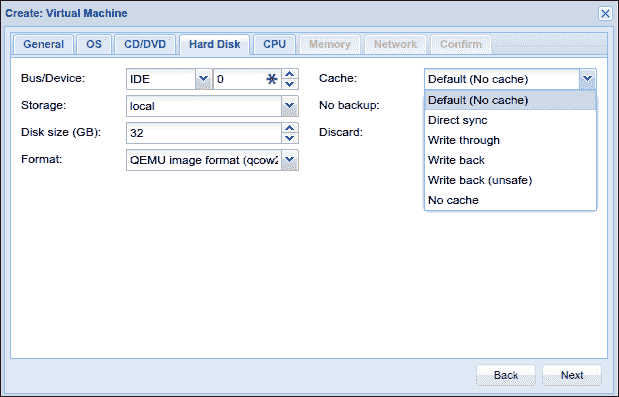 Create: Virtual Machine
General OS CD/DVD Hard Disk CPU Memory Network Confirm
Bus/Device: IDE 0 Cache: Default (No cache)
Storage: local No backup: Default (No cache)
Disk size (GB): 32 Discard: Direct sync
Format: QEMU image format (qcow2 Write through
Write back
Write back (unsafe)
No cache
Back Next